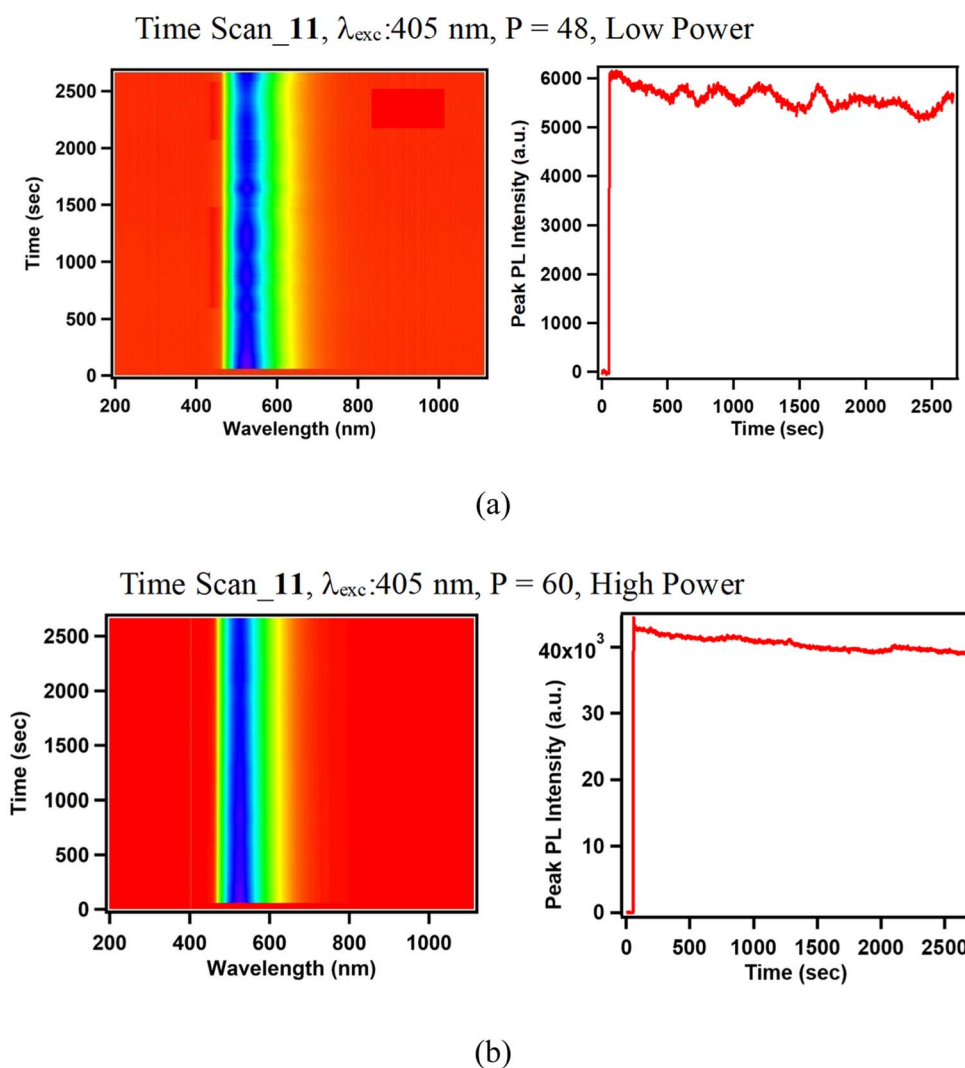 Time Scan_11, λexc:405 nm, P = 48, Low Power
2500
2000
1500
1000
500
0
Time (sec)
200 400 600 800 1000
Wavelength (nm)
6000
5000
4000
3000
2000
1000
0
Peak PL Intensity (a.u.)
0 500 1000 1500 2000 2500
Time (sec)
(a)
Time Scan_11, λexc:405 nm, P = 60, High Power
2500
2000
1500
1000
500
0
Time (sec)
200 400 600 800 1000
Wavelength (nm)
40x10³
30
20
10
0
Peak PL Intensity (a.u.)
0 500 1000 1500 2000 2500
Time (sec)
(b)